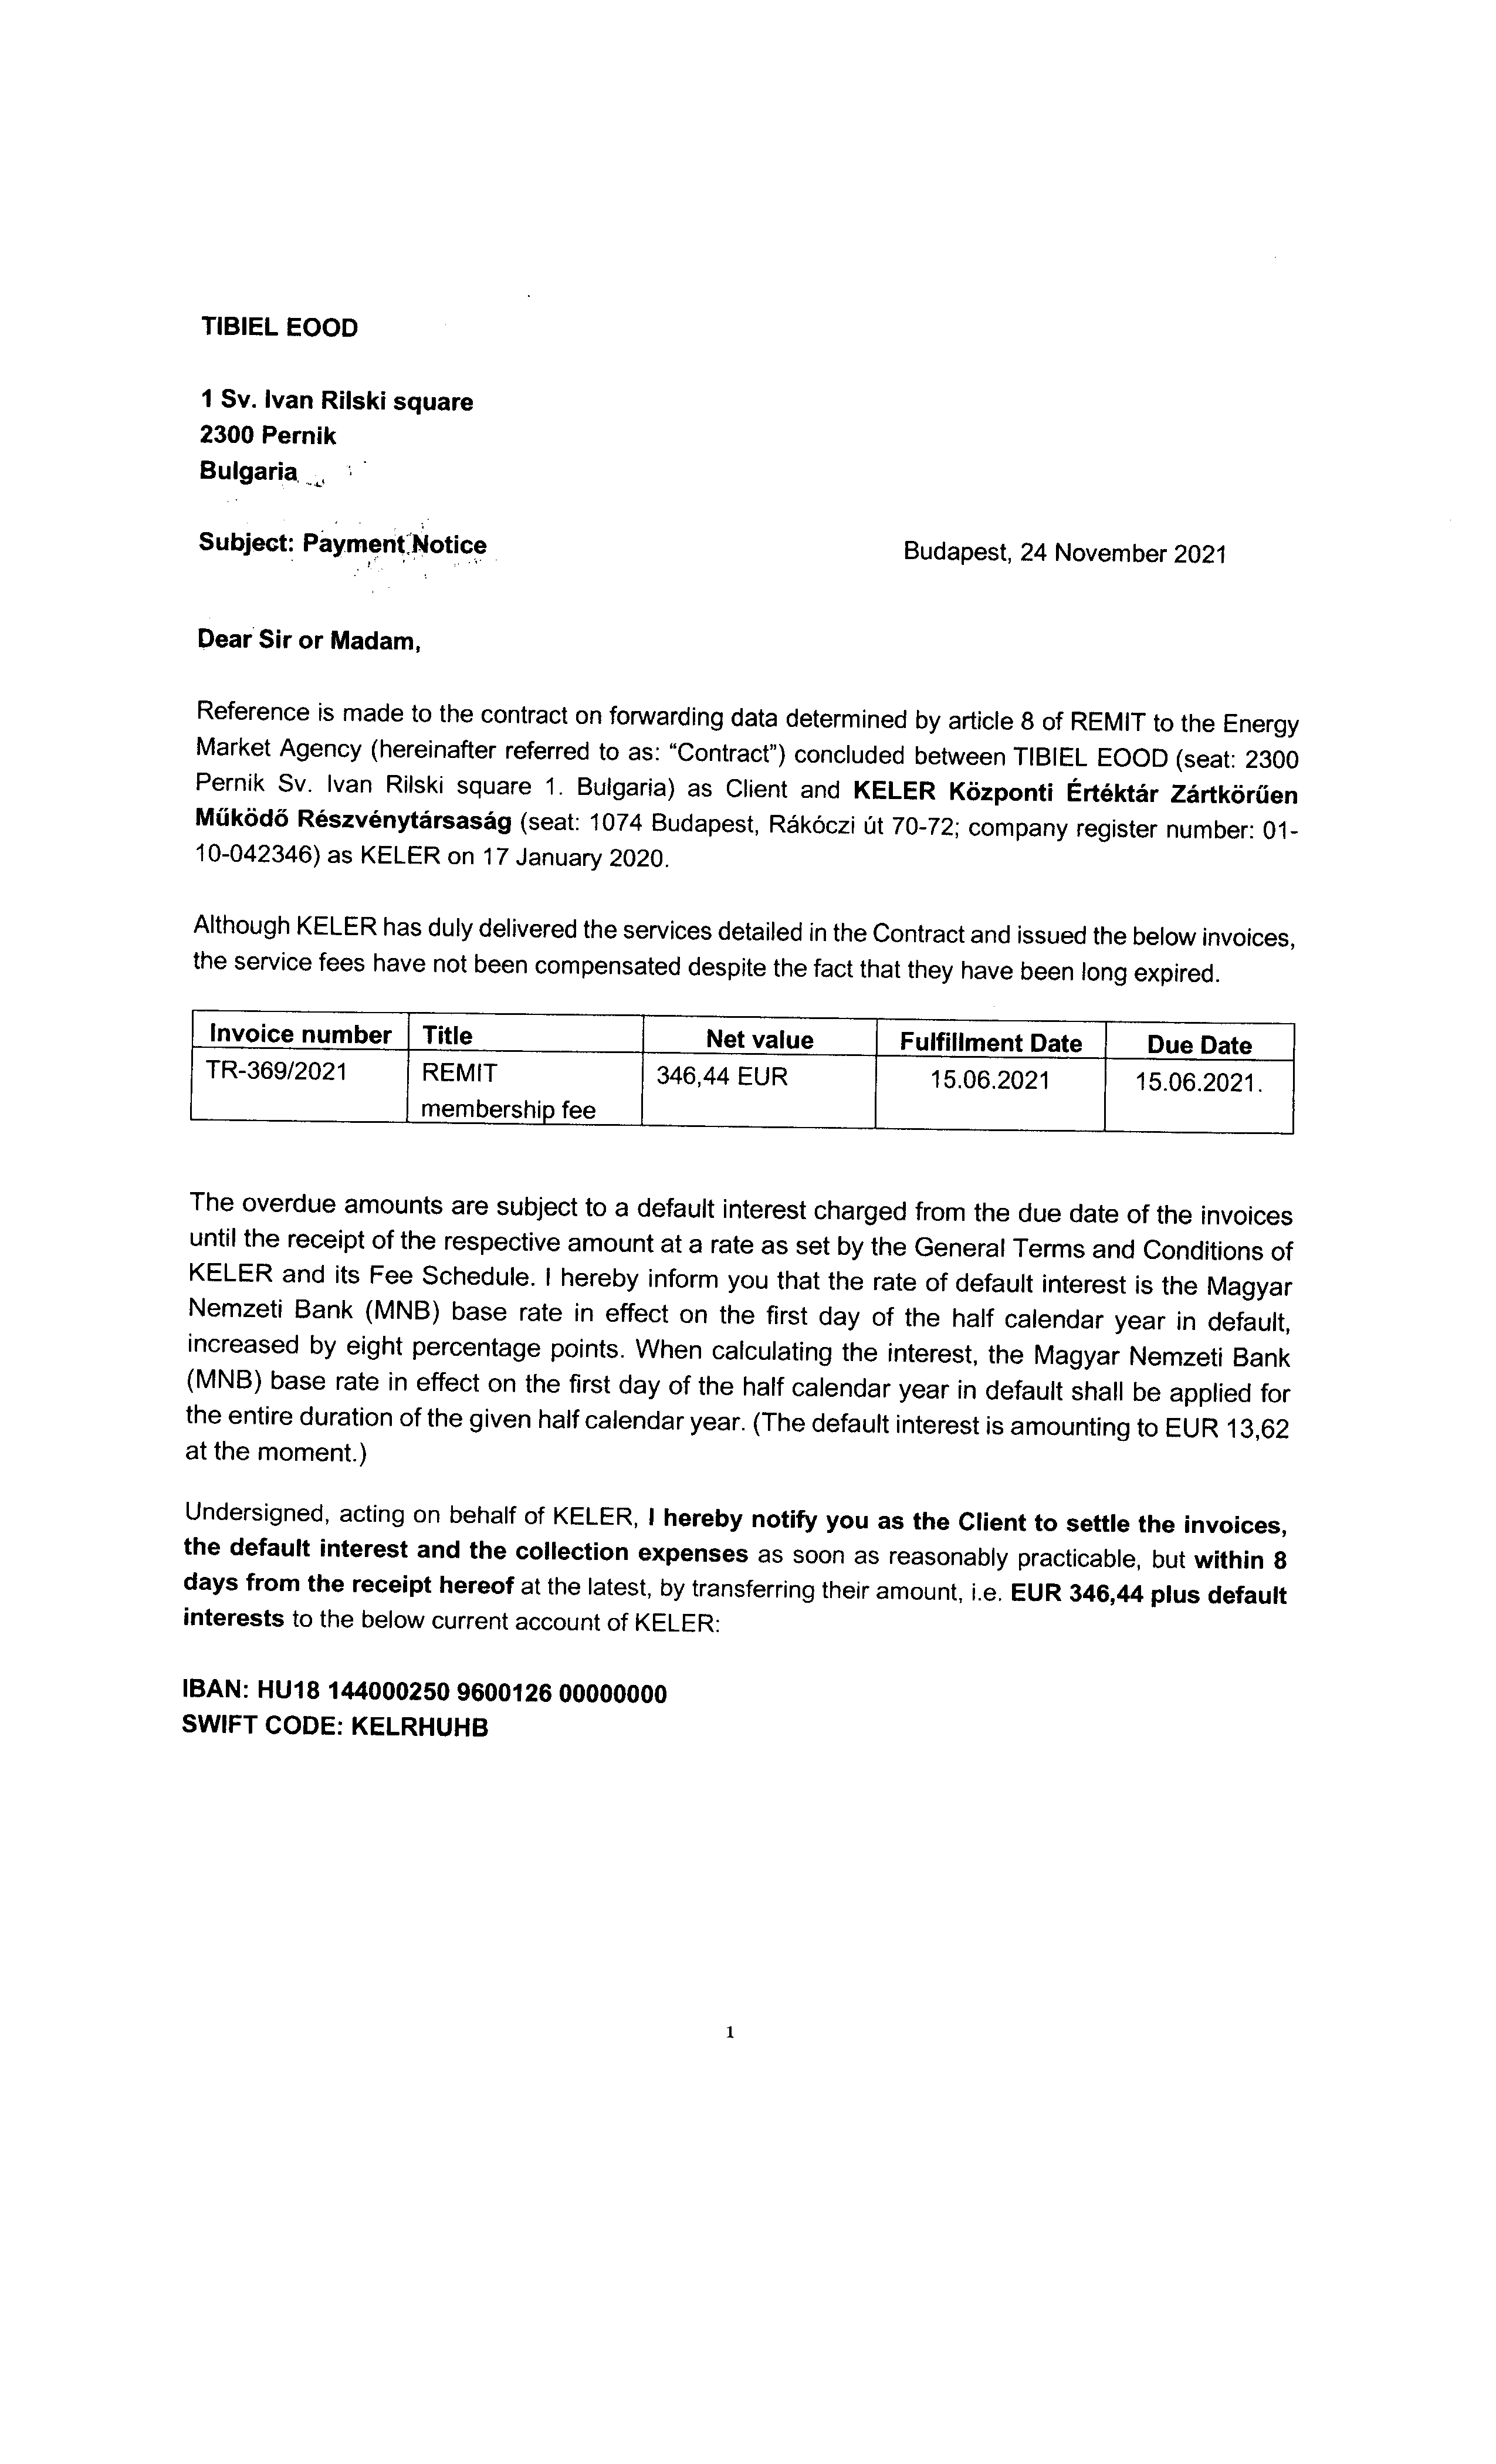 TIBIEL EOOD
1 Sv. Ivan Rilski square
2300 Pernik
Bulgaria
Subject: Payment Notice
Budapest, 24 November 2021
Dear Sir or Madam,
Reference is made to the contract on forwarding data determined by article 8 of REMIT to the Energy
Market Agency (hereinafter referred to as: “Contract”) concluded between TIBIEL EOOD (seat: 2300
Pernik Sv. Ivan Rilski square 1. Bulgaria) as Client and KELER Központi Értéktár Zártkörűen
Működő Részvénytársaság (seat: 1074 Budapest, Rákóczi út 70-72; company register number: 01-
10-042346) as KELER on 17 January 2020.
Although KELER has duly delivered the services detailed in the Contract and issued the below invoices,
the service fees have not been compensated despite the fact that they have been long expired.
Invoice number Title Net value Fulfillment Date Due Date
TR-369/2021 REMIT 346,44 EUR 15.06.2021 15.06.2021.
membership fee
The overdue amounts are subject to a default interest charged from the due date of the invoices
until the receipt of the respective amount at a rate as set by the General Terms and Conditions of
KELER and its Fee Schedule. I hereby inform you that the rate of default interest is the Magyar
Nemzeti Bank (MNB) base rate in effect on the first day of the half calendar year in default,
increased by eight percentage points. When calculating the interest, the Magyar Nemzeti Bank
(MNB) base rate in effect on the first day of the half calendar year in default shall be applied for
the entire duration of the given half calendar year. (The default interest is amounting to EUR 13,62
at the moment.)
Undersigned, acting on behalf of KELER, I hereby notify you as the Client to settle the invoices,
the default interest and the collection expenses as soon as reasonably practicable, but within 8
days from the receipt hereof at the latest, by transferring their amount, i.e. EUR 346,44 plus default
interests to the below current account of KELER:
IBAN: HU18 144000250 9600126 00000000
SWIFT CODE: KELRHUHB
1